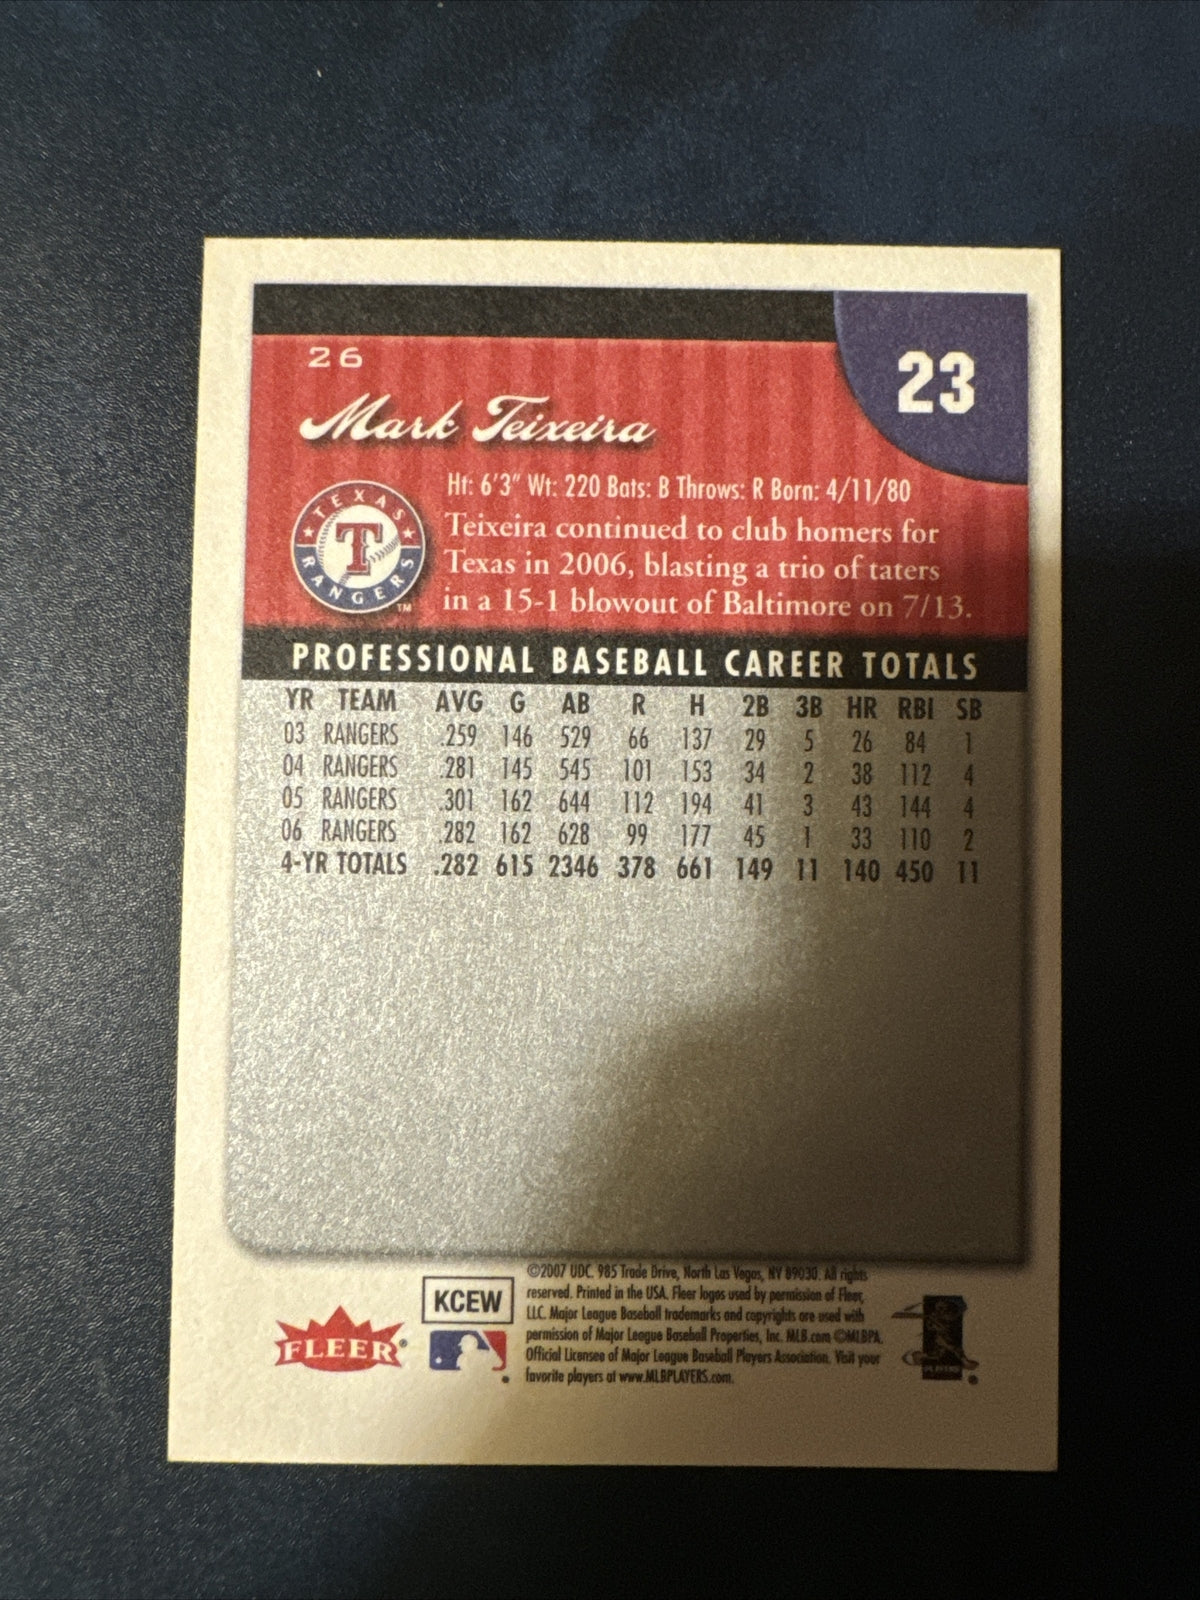 26
23
Mark Teixeira
Ht: 6'3" Wt: 220 Bats: B Throws: R Born: 4/11/80
TEXAS RANGERS
T
TM
Teixeira continued to club homers for
Texas in 2006, blasting a trio of taters
in a 15-1 blowout of Baltimore on 7/13.
PROFESSIONAL BASEBALL CAREER TOTALS
YR TEAM AVG G AB R H 2B 3B HR RBI SB
03 RANGERS .259 146 529 66 137 29 5 26 84 1
04 RANGERS .281 145 545 101 153 34 2 38 112 4
05 RANGERS .301 162 644 112 194 41 3 43 144 4
06 RANGERS .282 162 628 99 177 45 1 33 110 2
4-YR TOTALS .282 615 2346 378 661 149 11 140 450 11
©2007 UDC. 985 Trade Drive, North Las Vegas, NV 89030. All rights
reserved. Printed in the USA. Fleer logos used by permission of Fleer,
LLC. Major League Baseball trademarks and copyrights are used with
permission of Major League Baseball Properties, Inc. MLB.com ©MLBPA.
Official Licensee of Major League Baseball Players Association. Visit your
favorite players at www.MLBPLAYERS.com.
KCEW
FLEER®
PLAYERS